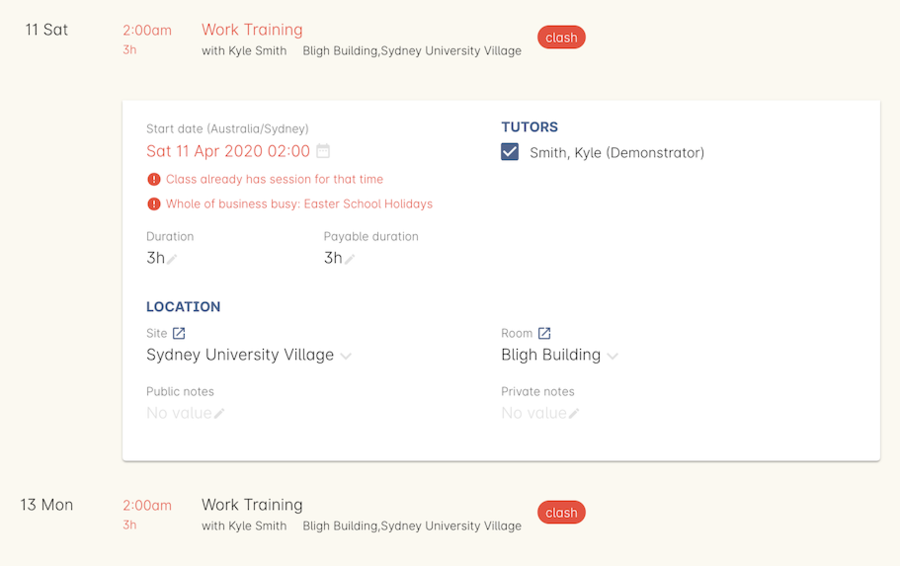 11 Sat
2:00am
3h
Work Training
with Kyle Smith Bligh Building,Sydney University Village
clash
Start date (Australia/Sydney)
Sat 11 Apr 2020 02:00
Class already has session for that time
Whole of business busy: Easter School Holidays
Duration Payable duration
3h 3h
TUTORS
Smith, Kyle (Demonstrator)
LOCATION
Site Room
Sydney University Village Bligh Building
Public notes Private notes
No value No value
13 Mon
2:00am
3h
Work Training
with Kyle Smith Bligh Building,Sydney University Village
clash